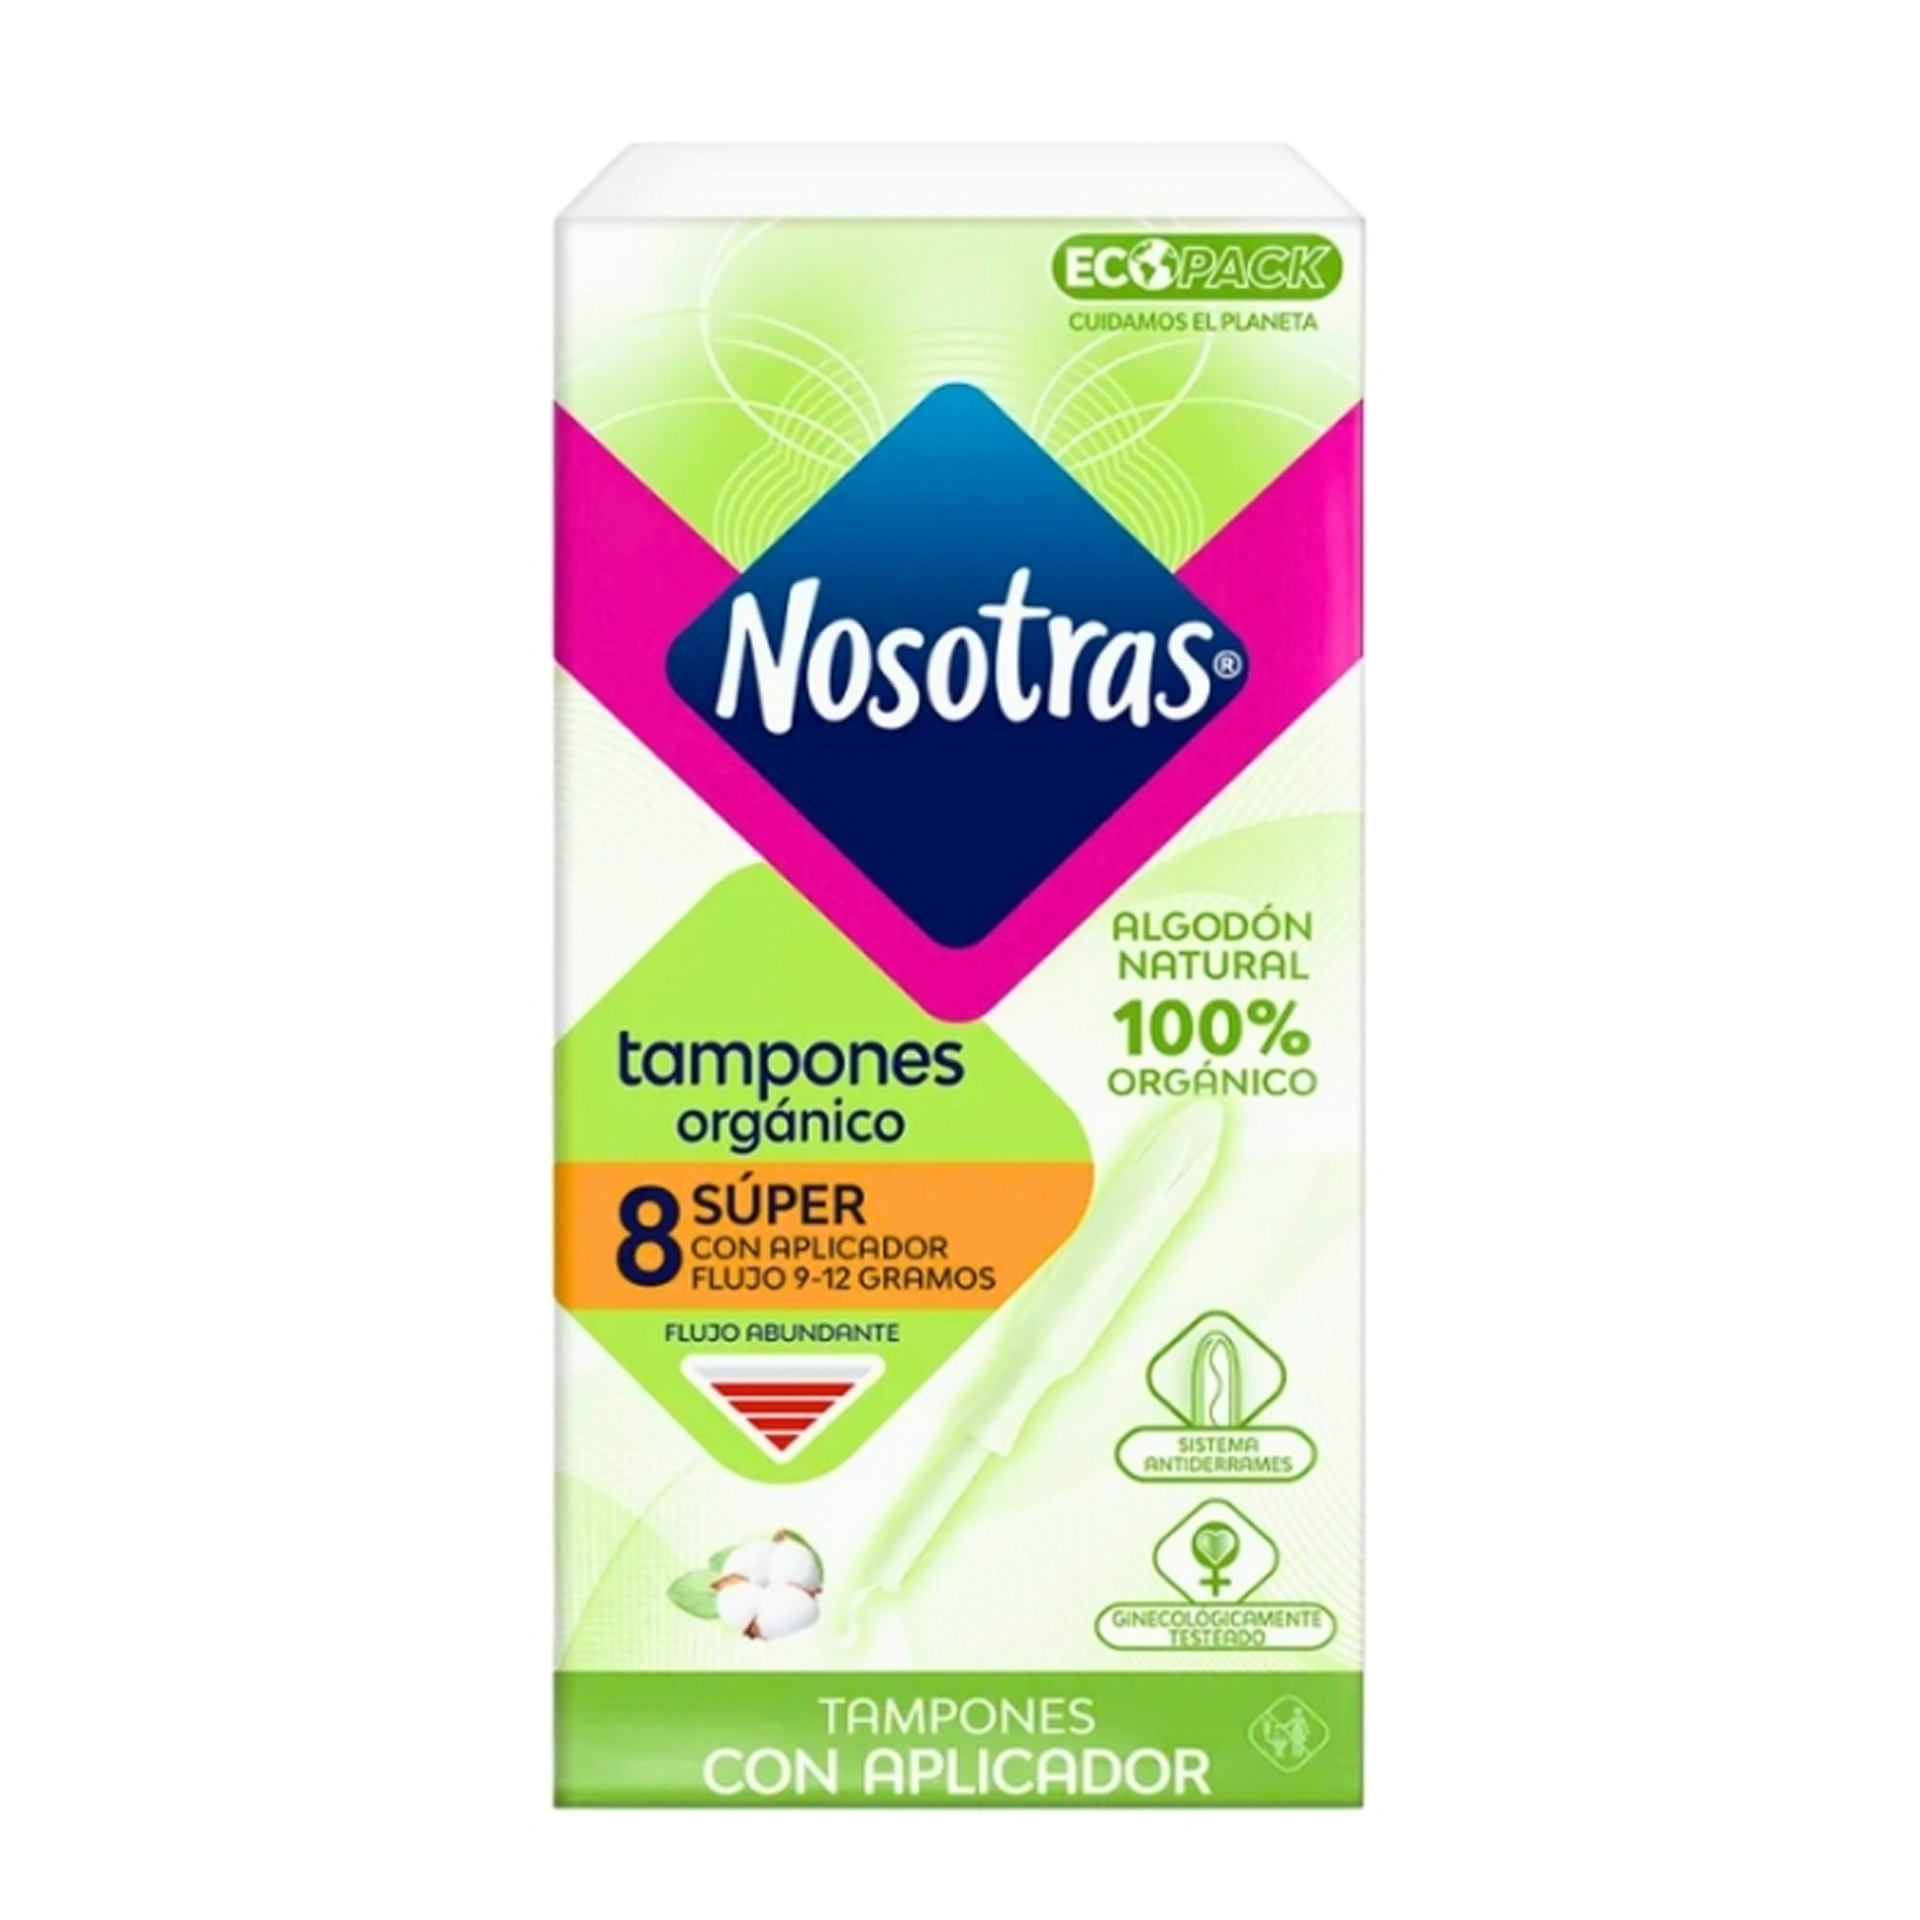 ECOPACK
CUIDAMOS EL PLANETA
Nosotras®
ALGODÓN
NATURAL
100%
ORGÁNICO
tampones
orgánico
8 SÚPER
CON APLICADOR
FLUJO 9-12 GRAMOS
FLUJO ABUNDANTE
SISTEMA
ANTIDERRAMES
GINECOLÓGICAMENTE
TESTEADO
TAMPONES
CON APLICADOR